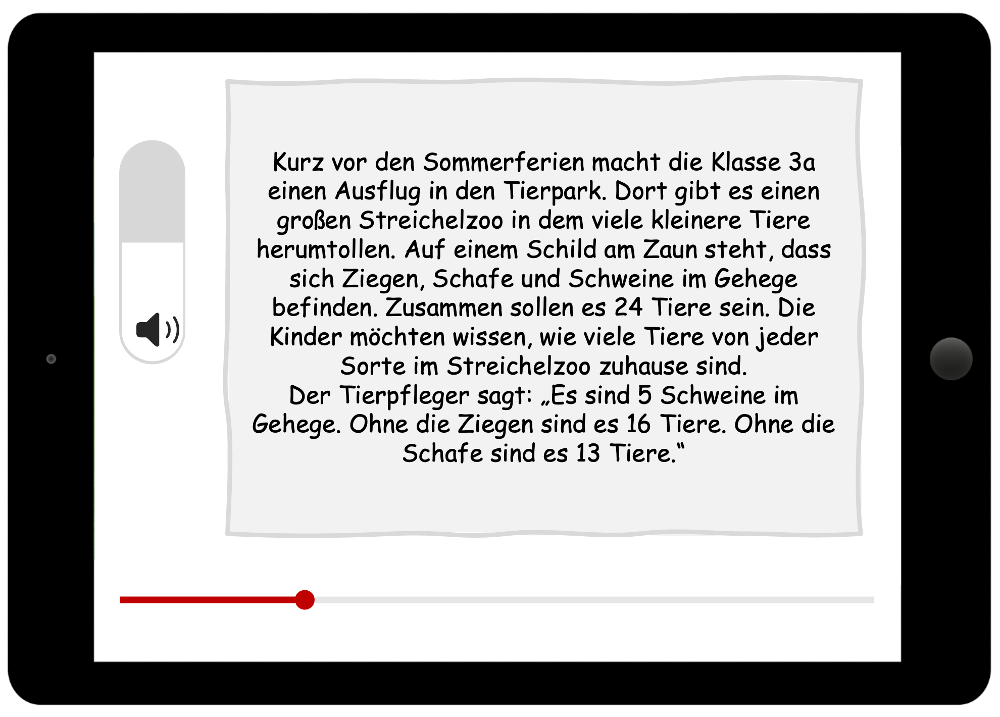 Kurz vor den Sommerferien macht die Klasse 3a
einen Ausflug in den Tierpark. Dort gibt es einen
großen Streichelzoo in dem viele kleinere Tiere
herumtollen. Auf einem Schild am Zaun steht, dass
sich Ziegen, Schafe und Schweine im Gehege
befinden. Zusammen sollen es 24 Tiere sein. Die
Kinder möchten wissen, wie viele Tiere von jeder
Sorte im Streichelzoo zuhause sind.
Der Tierpfleger sagt: „Es sind 5 Schweine im
Gehege. Ohne die Ziegen sind es 16 Tiere. Ohne die
Schafe sind es 13 Tiere.“